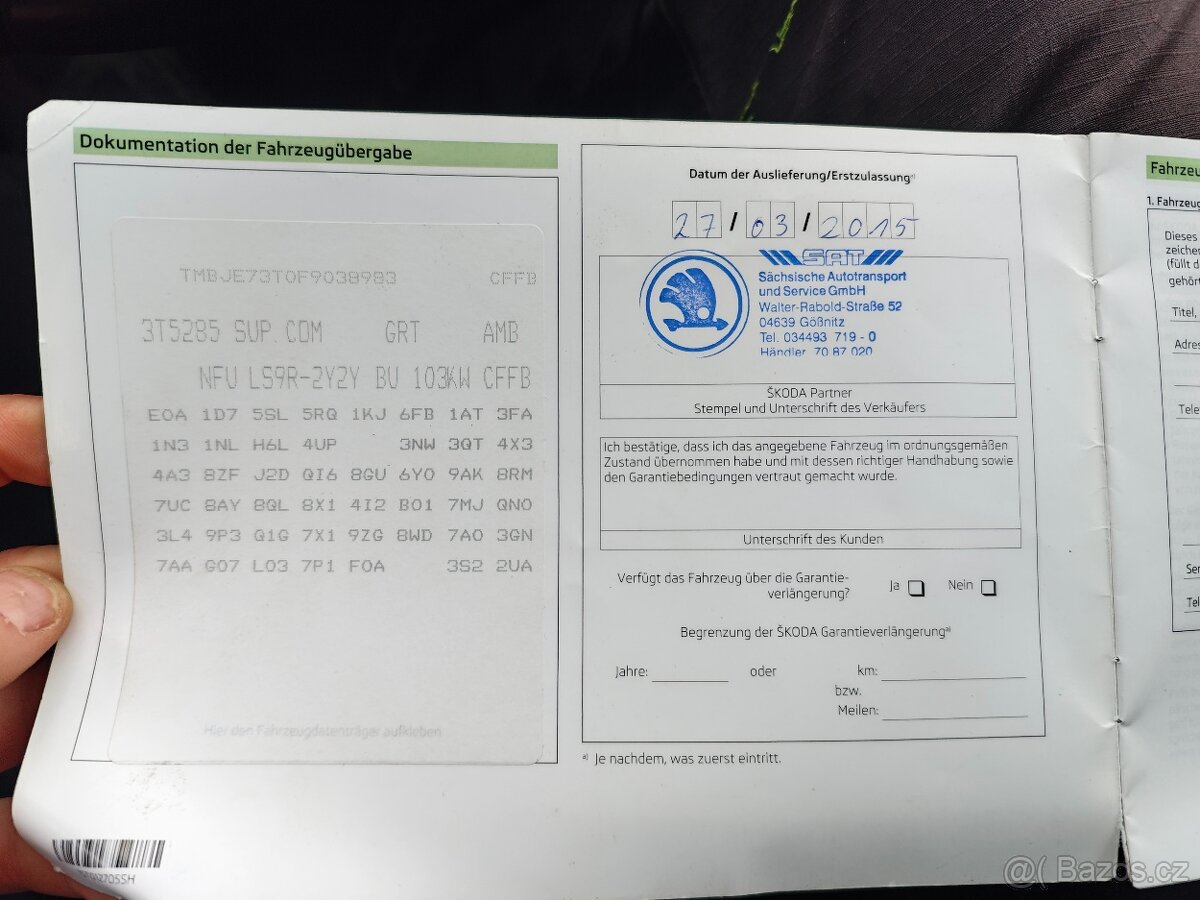 Dokumentation der Fahrzeugübergabe
TMBJE73T0F9038983 CFFB
3T5285 SUP.COM GRT AMB
NFU LS9R-2Y2Y BU 103KW CFFB
E0A 1D7 5SL 5RQ 1KJ 6FB 1AT 3FA
1N3 1NL H6L 4UP 3NW 3QT 4X3
4A3 8ZF J2D QI6 8GU 6Y0 9AK 8RM
7UC 8AY 8QL 8X1 4I2 B01 7MJ QN0
3L4 9P3 Q1G 7X1 9ZG 8WD 7A0 3GN
7AA G07 L03 7P1 F0A 3S2 2UA
Hier den Fahrzeugdatenträger aufkleben
Datum der Auslieferung/Erstzulassung a)
27/03/2015
SAT
Sächsische Autotransport
und Service GmbH
Walter-Rabold-Straße 52
04639 Gößnitz
Tel. 034493 719 - 0
Händler 70 87 020
ŠKODA Partner
Stempel und Unterschrift des Verkäufers
Ich bestätige, dass ich das angegebene Fahrzeug im ordnungsgemäßen
Zustand übernommen habe und mit dessen richtiger Handhabung sowie
den Garantiebedingungen vertraut gemacht wurde.
Unterschrift des Kunden
Verfügt das Fahrzeug über die Garantie-
verlängerung? Ja Nein
Begrenzung der ŠKODA Garantieverlängerung a)
Jahre: oder km:
bzw.
Meilen:
a) Je nachdem, was zuerst eintritt.
Fahrzeu
1. Fahrzeug
Dieses
zeichen
(füllt d
gehört
Titel,
Adres
Tele
Ser
Tel
@( Bazos.cz